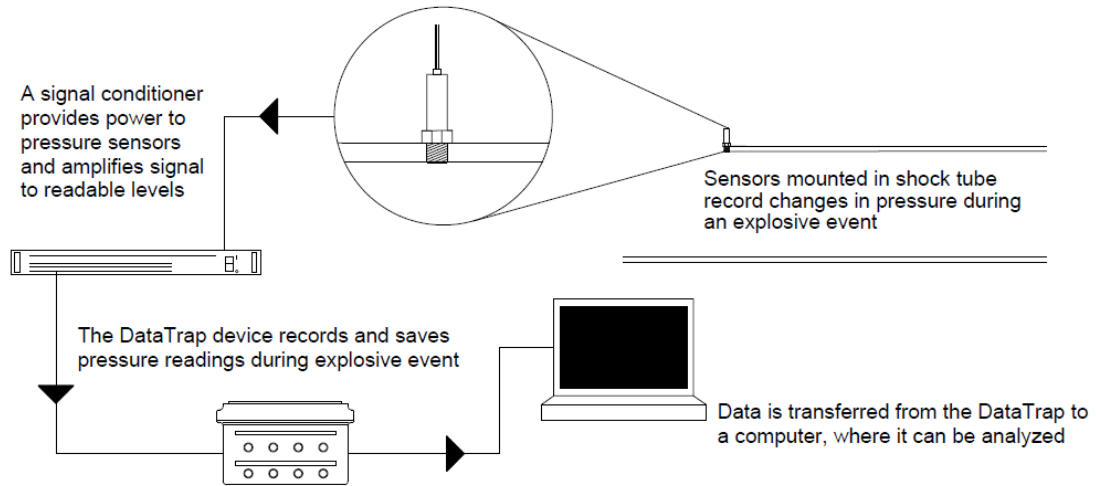 A signal conditioner
provides power to
pressure sensors
and amplifies signal
to readable levels
Sensors mounted in shock tube
record changes in pressure during
an explosive event
The DataTrap device records and saves
pressure readings during explosive event
Data is transferred from the DataTrap to
a computer, where it can be analyzed